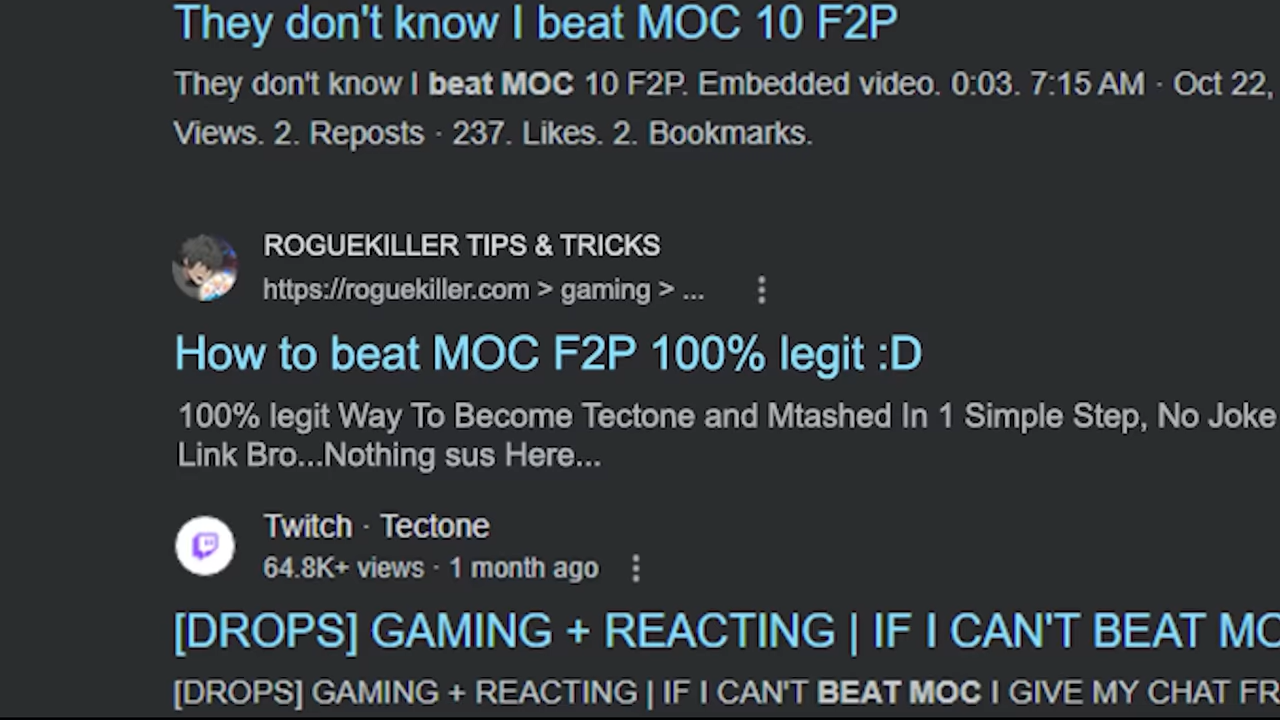 They don't know I beat MOC 10 F2P
They don't know I beat MOC 10 F2P. Embedded video. 0:03. 7:15 AM · Oct 22,
Views. 2. Reposts · 237. Likes. 2. Bookmarks.
ROGUEKILLER TIPS & TRICKS
https://roguekiller.com > gaming > ...
How to beat MOC F2P 100% legit :D
100% legit Way To Become Tectone and Mtashed In 1 Simple Step, No Joke
Link Bro...Nothing sus Here...
Twitch · Tectone
64.8K+ views · 1 month ago
[DROPS] GAMING + REACTING | IF I CAN'T BEAT MO
[DROPS] GAMING + REACTING | IF I CAN'T BEAT MOC I GIVE MY CHAT FR